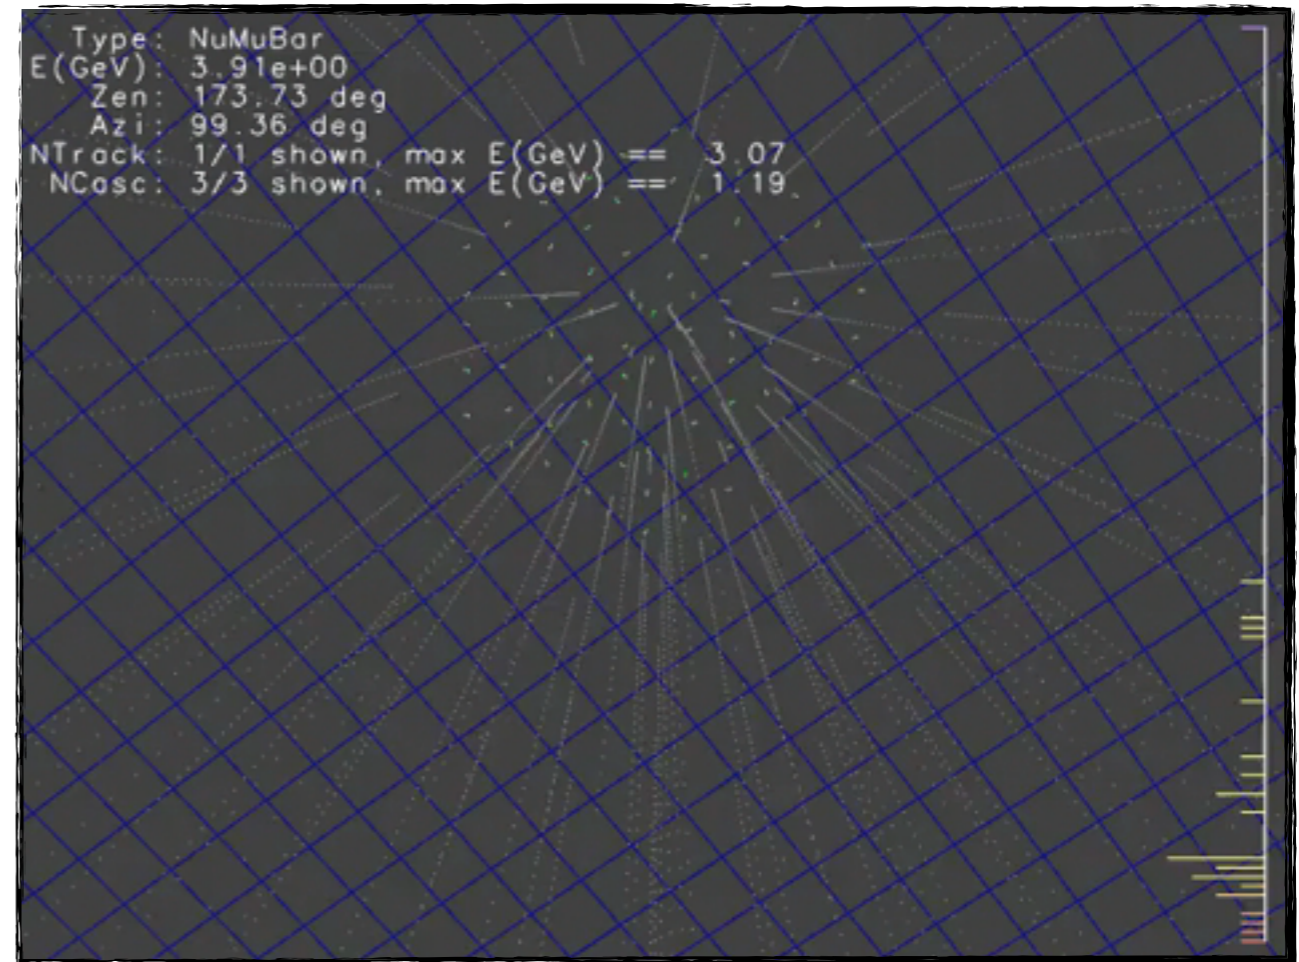 Type: NuMuBar
E(GeV): 3.91e+00
Zen: 173.73 deg
Azi: 99.36 deg
NTrack: 1/1 shown, max E(GeV) == 3.07
NCasc: 3/3 shown, max E(GeV) == 1.19